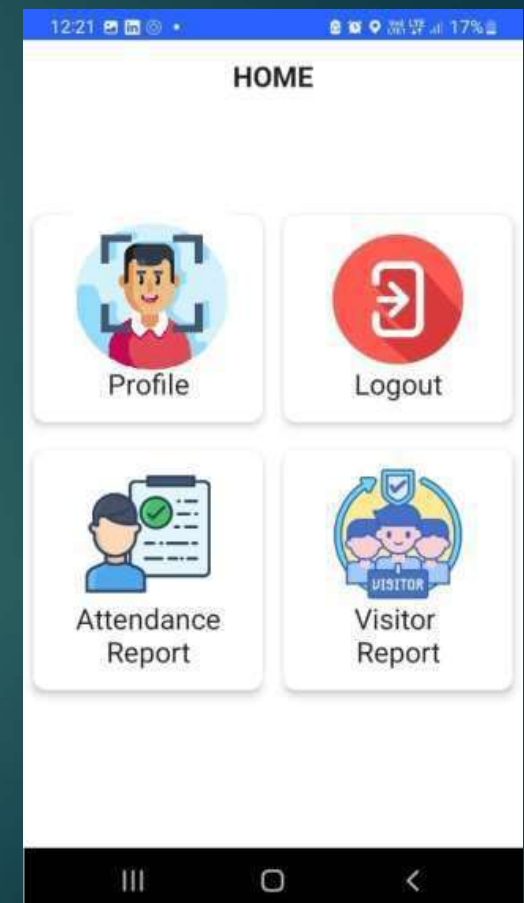 12:21
17%
HOME
Profile
Logout
Attendance
Report
VISITOR
Visitor
Report